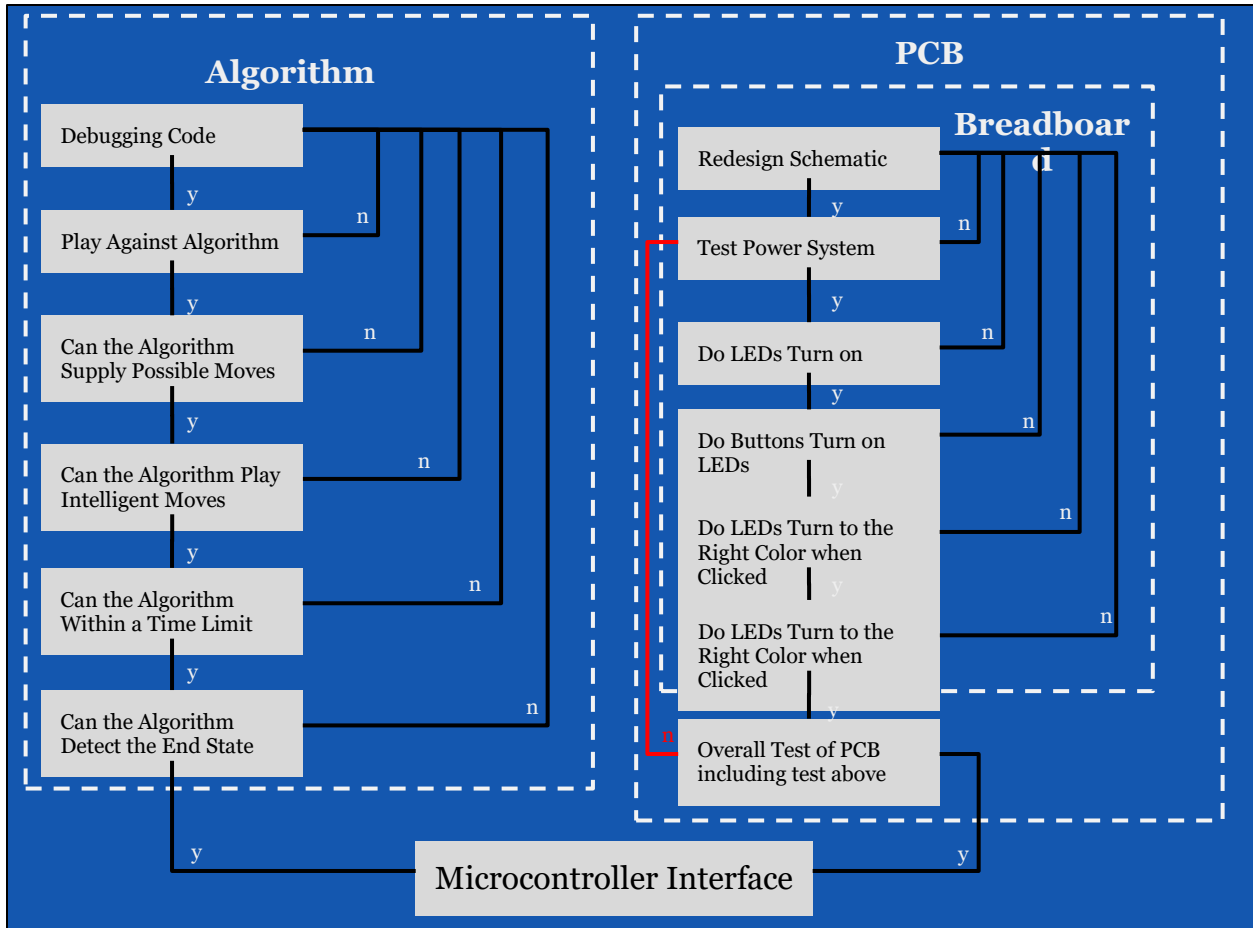 Algorithm
Debugging Code
y
n
Play Against Algorithm
y
n
Can the Algorithm
Supply Possible Moves
y
n
Can the Algorithm Play
Intelligent Moves
y
n
Can the Algorithm
Within a Time Limit
y
n
Can the Algorithm
Detect the End State
y
PCB
Breadboar
d
Redesign Schematic
y
n
Test Power System
y
n
Do LEDs Turn on
y
n
Do Buttons Turn on
LEDs
y
n
Do LEDs Turn to the
Right Color when
Clicked
y
n
Do LEDs Turn to the
Right Color when
Clicked
y
n
Overall Test of PCB
including test above
y
Microcontroller Interface